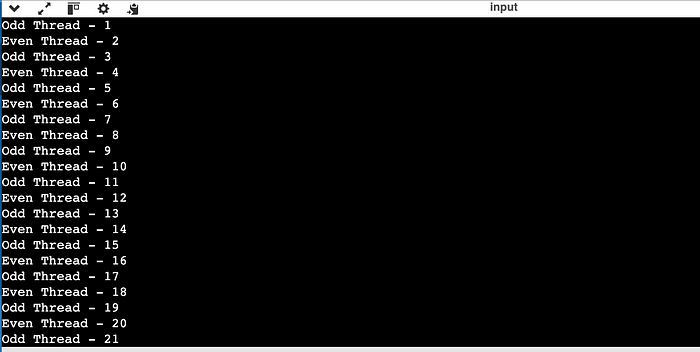 input
Odd Thread - 1
Even Thread - 2
Odd Thread - 3
Even Thread - 4
Odd Thread - 5
Even Thread - 6
Odd Thread - 7
Even Thread - 8
Odd Thread - 9
Even Thread - 10
Odd Thread - 11
Even Thread - 12
Odd Thread - 13
Even Thread - 14
Odd Thread - 15
Even Thread - 16
Odd Thread - 17
Even Thread - 18
Odd Thread - 19
Even Thread - 20
Odd Thread - 21